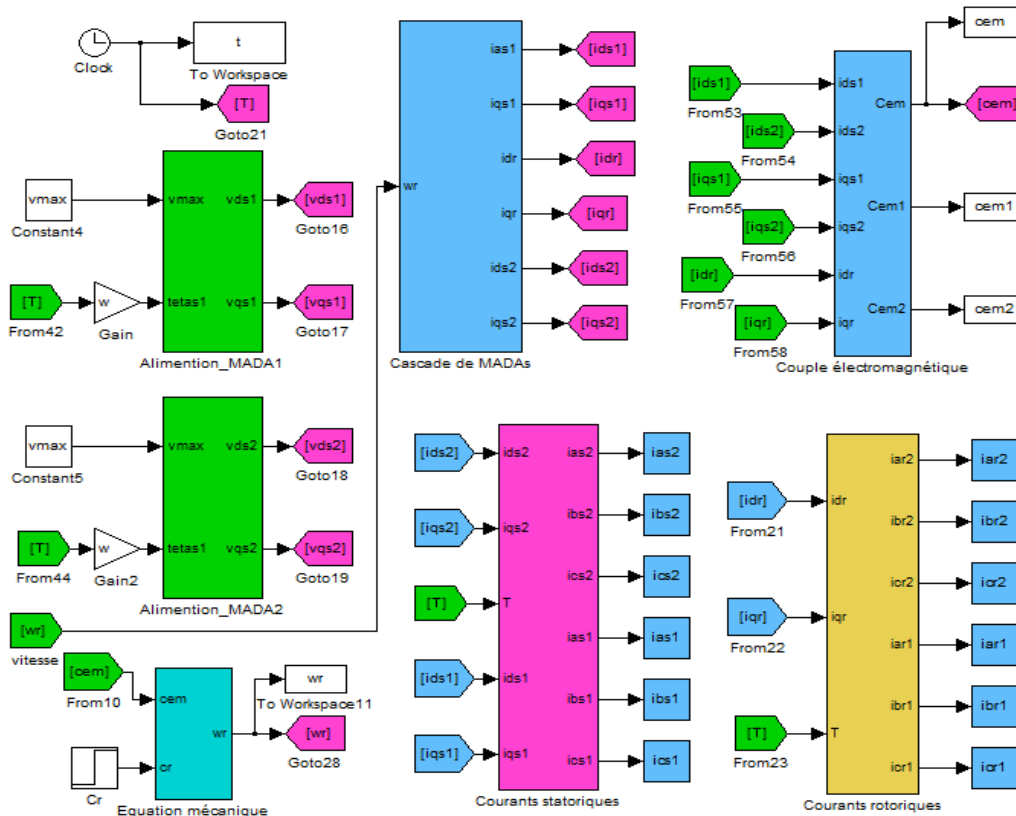 Clock
t
To Workspace
[T]
Goto21
vmax
Constant4
[T]
From42
w
Gain
vmax
tetas1
vds1
vqs1
Alimention_MADA1
[vds1]
Goto16
[vqs1]
Goto17
wr
ias1
iqs1
idr
iqr
ids2
iqs2
Cascade de MADAs
[ids1]
[iqs1]
[idr]
[iqr]
[ids2]
[iqs2]
[ids1]
From53
[ids2]
From54
[iqs1]
From55
[iqs2]
From56
[idr]
From57
[iqr]
From58
ids1
ids2
iqs1
iqs2
idr
iqr
Cem
Cem1
Cem2
Couple électromagnétique
cem
[cem]
cem1
cem2
vmax
Constant5
[T]
From44
w
Gain2
vmax
tetas1
vds2
vqs2
Alimention_MADA2
[vds2]
Goto18
[vqs2]
Goto19
[wr]
vitesse
[cem]
From10
Cr
cem
cr
wr
Equation mécanique
wr
To Workspace11
[wr]
Goto28
[ids2]
[iqs2]
[T]
[ids1]
[iqs1]
ids2
iqs2
T
ids1
iqs1
ias2
ibs2
ics2
ias1
ibs1
ics1
Courants statoriques
ias2
ibs2
ics2
ias1
ibs1
ics1
[idr]
From21
[iqr]
From22
[T]
From23
idr
iqr
T
iar2
ibr2
icr2
iar1
ibr1
icr1
Courants rotoriques
iar2
ibr2
icr2
iar1
ibr1
icr1